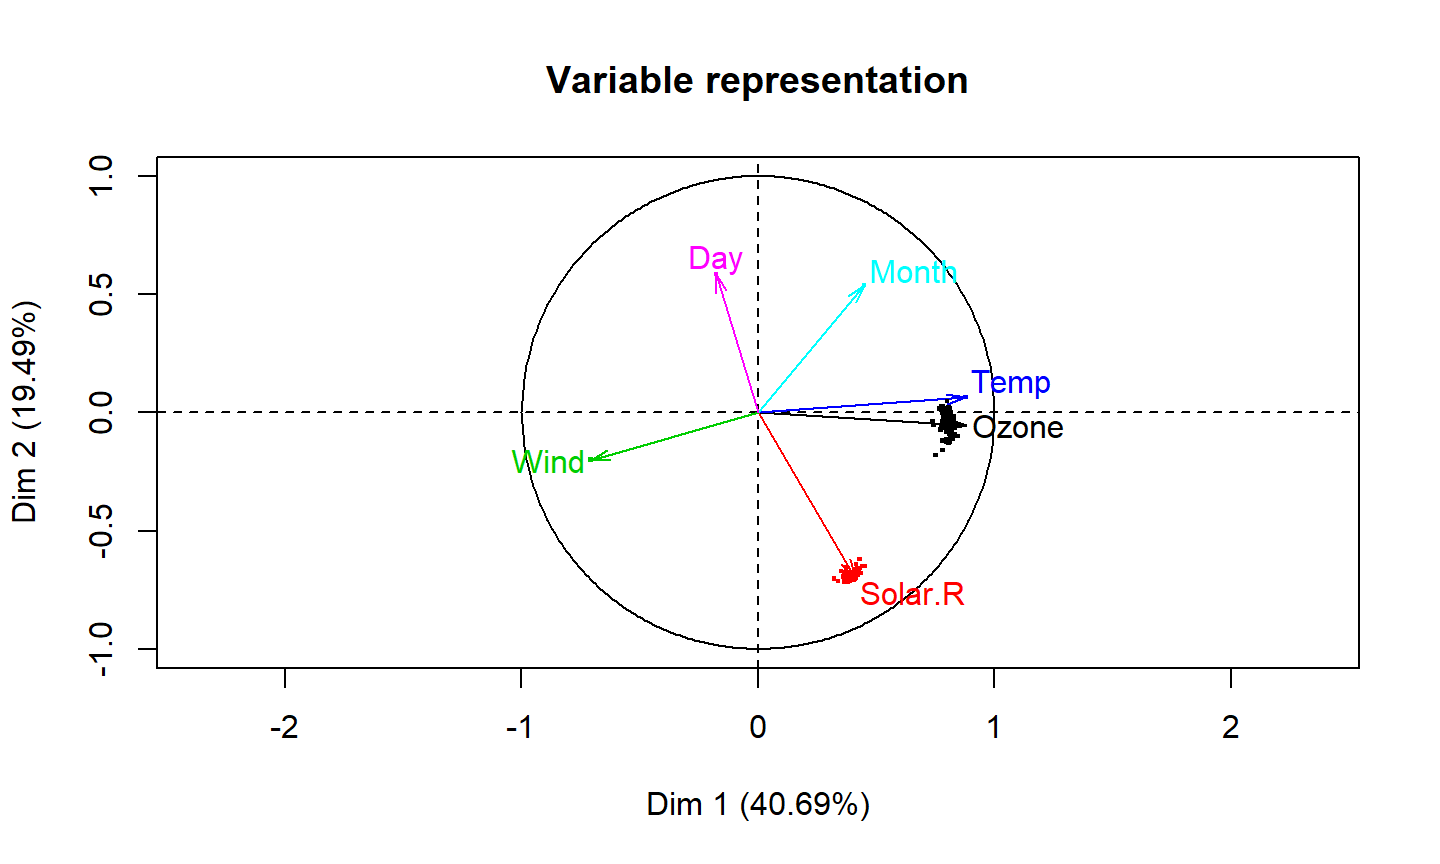 Variable representation
Dim 2 (19.49%)
1.0
0.5
0.0
-0.5
-1.0
Day
Month
Temp
Ozone
Wind
Solar.R
-2
-1
0
1
2
Dim 1 (40.69%)